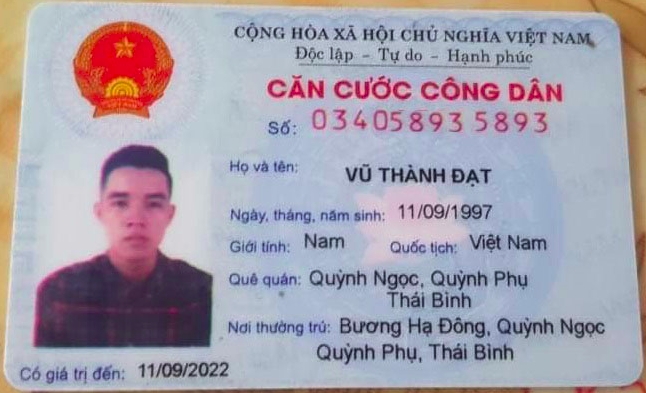 CỘNG HÒA XÃ HỘI CHỦ NGHĨA VIỆT NAM
Độc lập - Tự do - Hạnh phúc
CĂN CƯỚC CÔNG DÂN
Số: 034058935893
Họ và tên: VŨ THÀNH ĐẠT
Ngày, tháng, năm sinh: 11/09/1997
Giới tính: Nam Quốc tịch: Việt Nam
Quê quán: Quỳnh Ngọc, Quỳnh Phụ
Thái Bình
Nơi thường trú: Bương Hạ Đông, Quỳnh Ngọc
Quỳnh Phụ, Thái Bình
Có giá trị đến: 11/09/2022